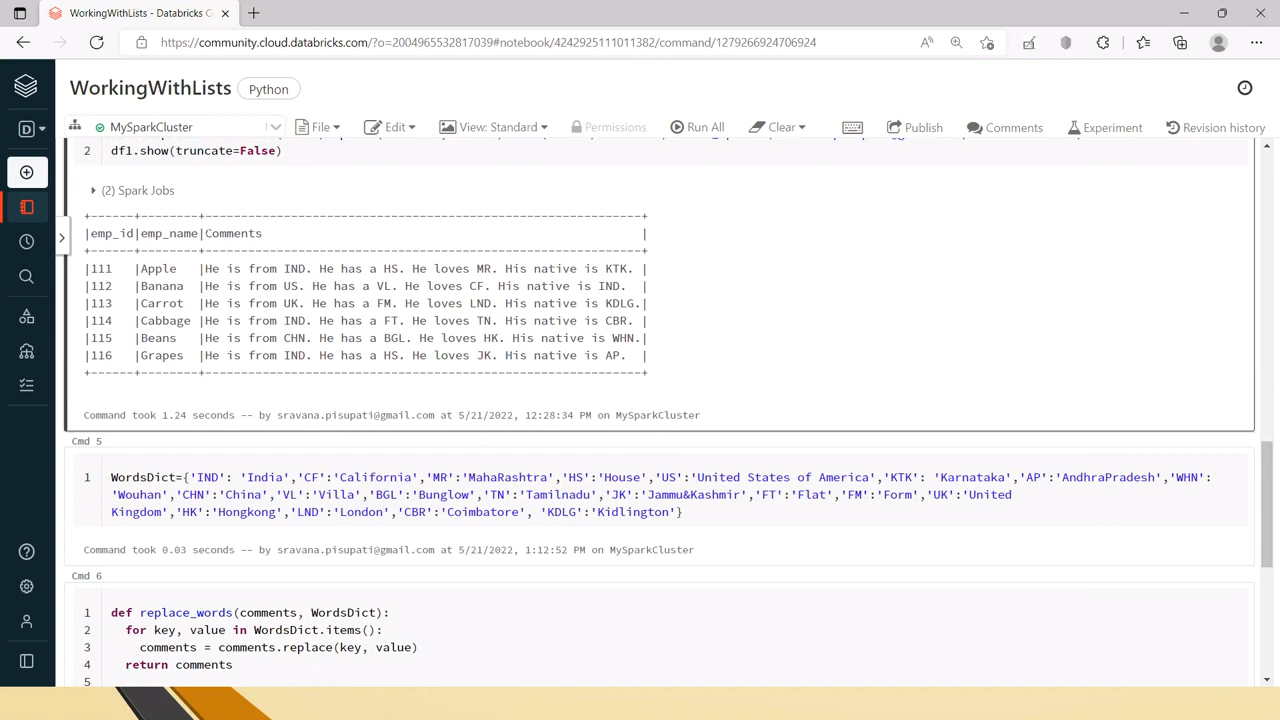 WorkingWithLists - Databricks C
https://community.cloud.databricks.com/?o=2004965532817039#notebook/4242925111011382/command/1279266924706924
WorkingWithLists Python
D MySparkCluster File Edit View: Standard Permissions Run All Clear Publish Comments Experiment Revision history
2 df1.show(truncate=False)
(2) Spark Jobs
+------+--------+-------------------------------------------------------------+
|emp_id|emp_name|Comments |
+------+--------+-------------------------------------------------------------+
|111 |Apple |He is from IND. He has a HS. He loves MR. His native is KTK. |
|112 |Banana |He is from US. He has a VL. He loves CF. His native is IND. |
|113 |Carrot |He is from UK. He has a FM. He loves LND. His native is KDLG.|
|114 |Cabbage |He is from IND. He has a FT. He loves TN. His native is CBR. |
|115 |Beans |He is from CHN. He has a BGL. He loves HK. His native is WHN.|
|116 |Grapes |He is from IND. He has a HS. He loves JK. His native is AP. |
+------+--------+-------------------------------------------------------------+
Command took 1.24 seconds -- by sravana.pisupati@gmail.com at 5/21/2022, 12:28:34 PM on MySparkCluster
Cmd 5
1 WordsDict={'IND': 'India','CF':'California','MR':'MahaRashtra','HS':'House','US':'United States of America','KTK': 'Karnataka','AP':'AndhraPradesh','WHN':
'Wouhan','CHN':'China','VL':'Villa','BGL':'Bunglow','TN':'Tamilnadu','JK':'Jammu&Kashmir','FT':'Flat','FM':'Form','UK':'United
Kingdom','HK':'Hongkong','LND':'London','CBR':'Coimbatore', 'KDLG':'Kidlington'}
Command took 0.03 seconds -- by sravana.pisupati@gmail.com at 5/21/2022, 1:12:52 PM on MySparkCluster
Cmd 6
1 def replace_words(comments, WordsDict):
2 for key, value in WordsDict.items():
3 comments = comments.replace(key, value)
4 return comments
5